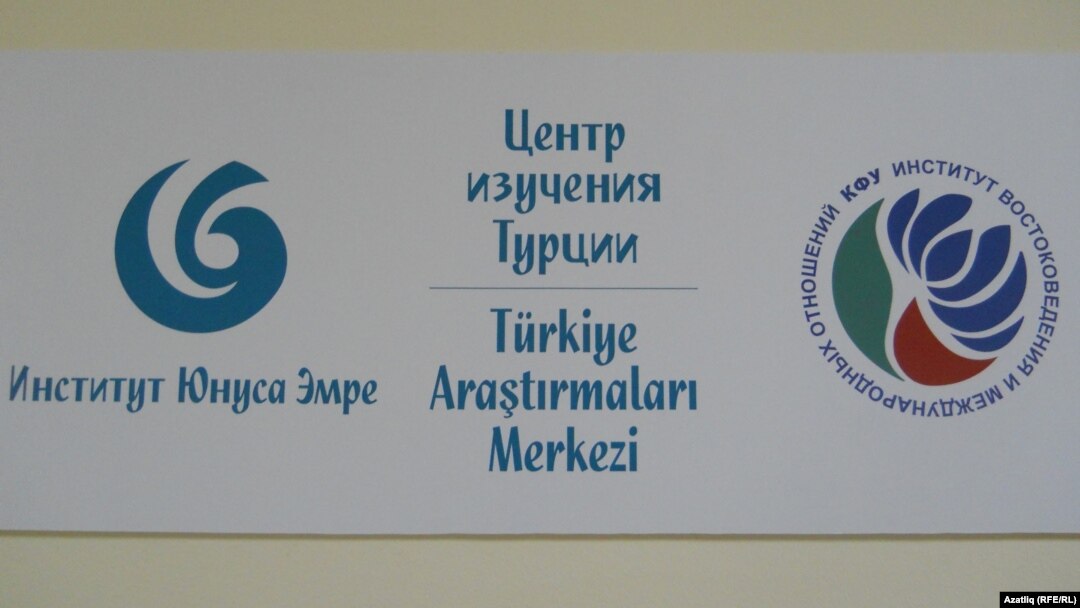 Институт Юнуса Эмре
Центр
изучения
Турции
Türkiye
Araştırmaları
Merkezi
КФУ ИНСТИТУТ ВОСТОКОВЕДЕНИЯ И МЕЖДУНАРОДНЫХ ОТНОШЕНИЙ
Azatliq (RFE/RL)